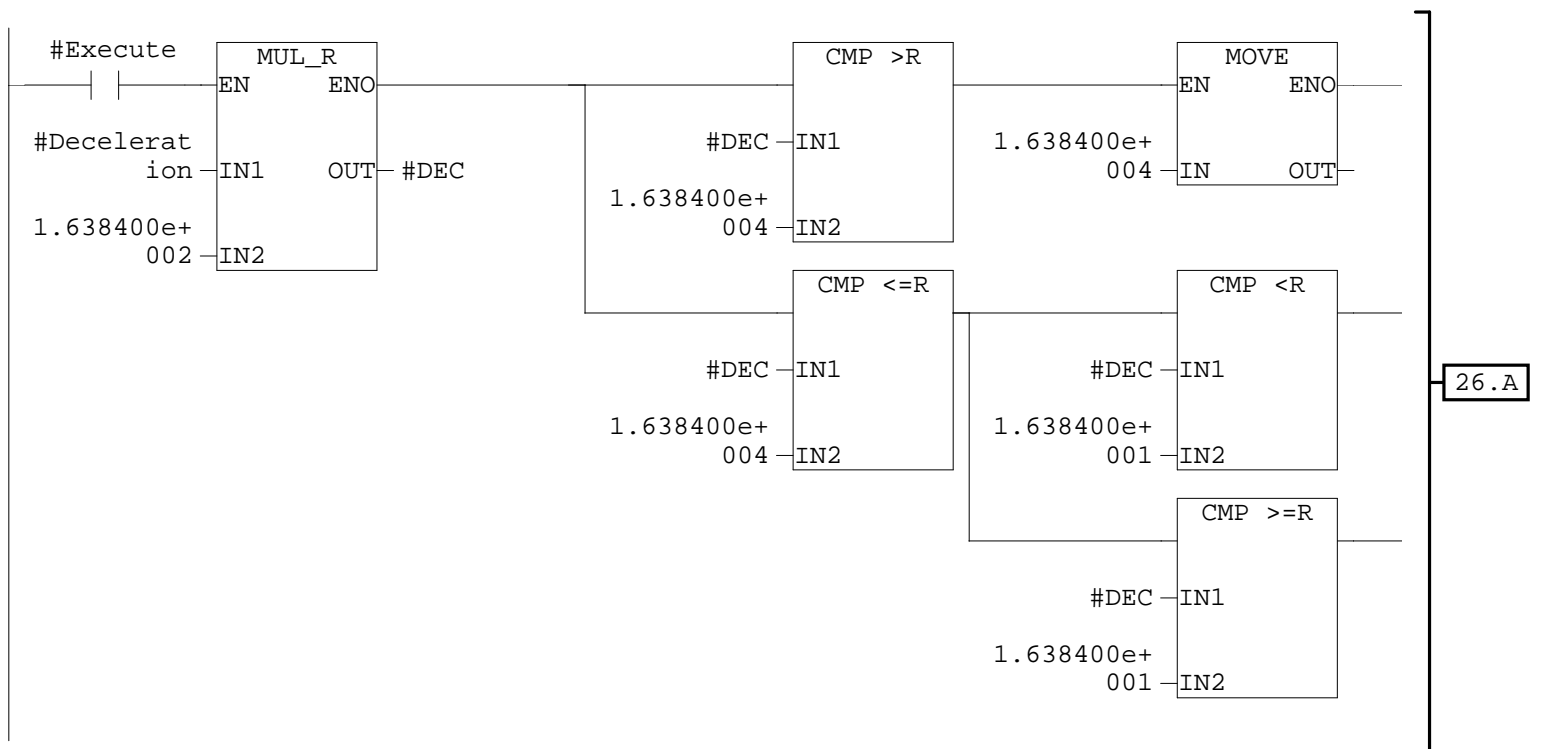 #Execute
MUL_R
EN ENO
#Decelerat
ion IN1 OUT #DEC
1.638400e+
002 IN2
CMP >R
#DEC IN1
1.638400e+
004 IN2
MOVE
EN ENO
1.638400e+
004 IN OUT
CMP <=R
#DEC IN1
1.638400e+
004 IN2
CMP <R
#DEC IN1
1.638400e+
001 IN2
CMP >=R
#DEC IN1
1.638400e+
001 IN2
26.A